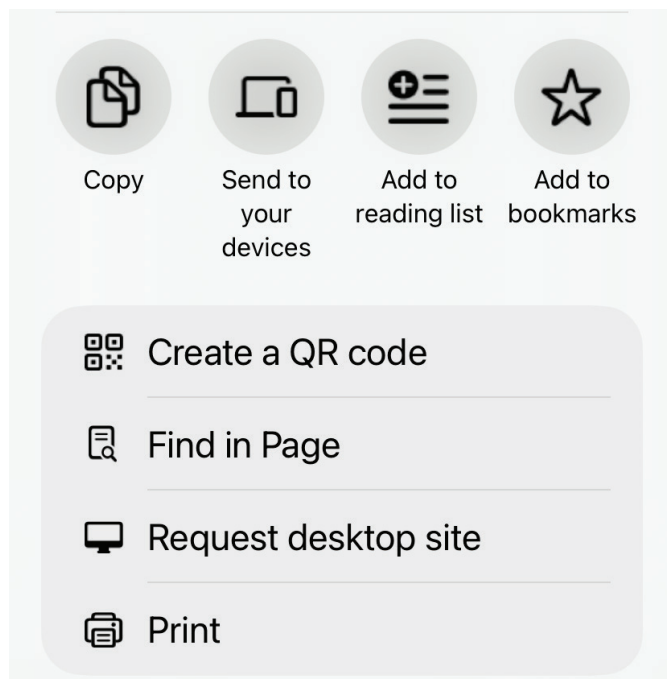 Copy
Send to
your
devices
Add to
reading list
Add to
bookmarks
Create a QR code
Find in Page
Request desktop site
Print